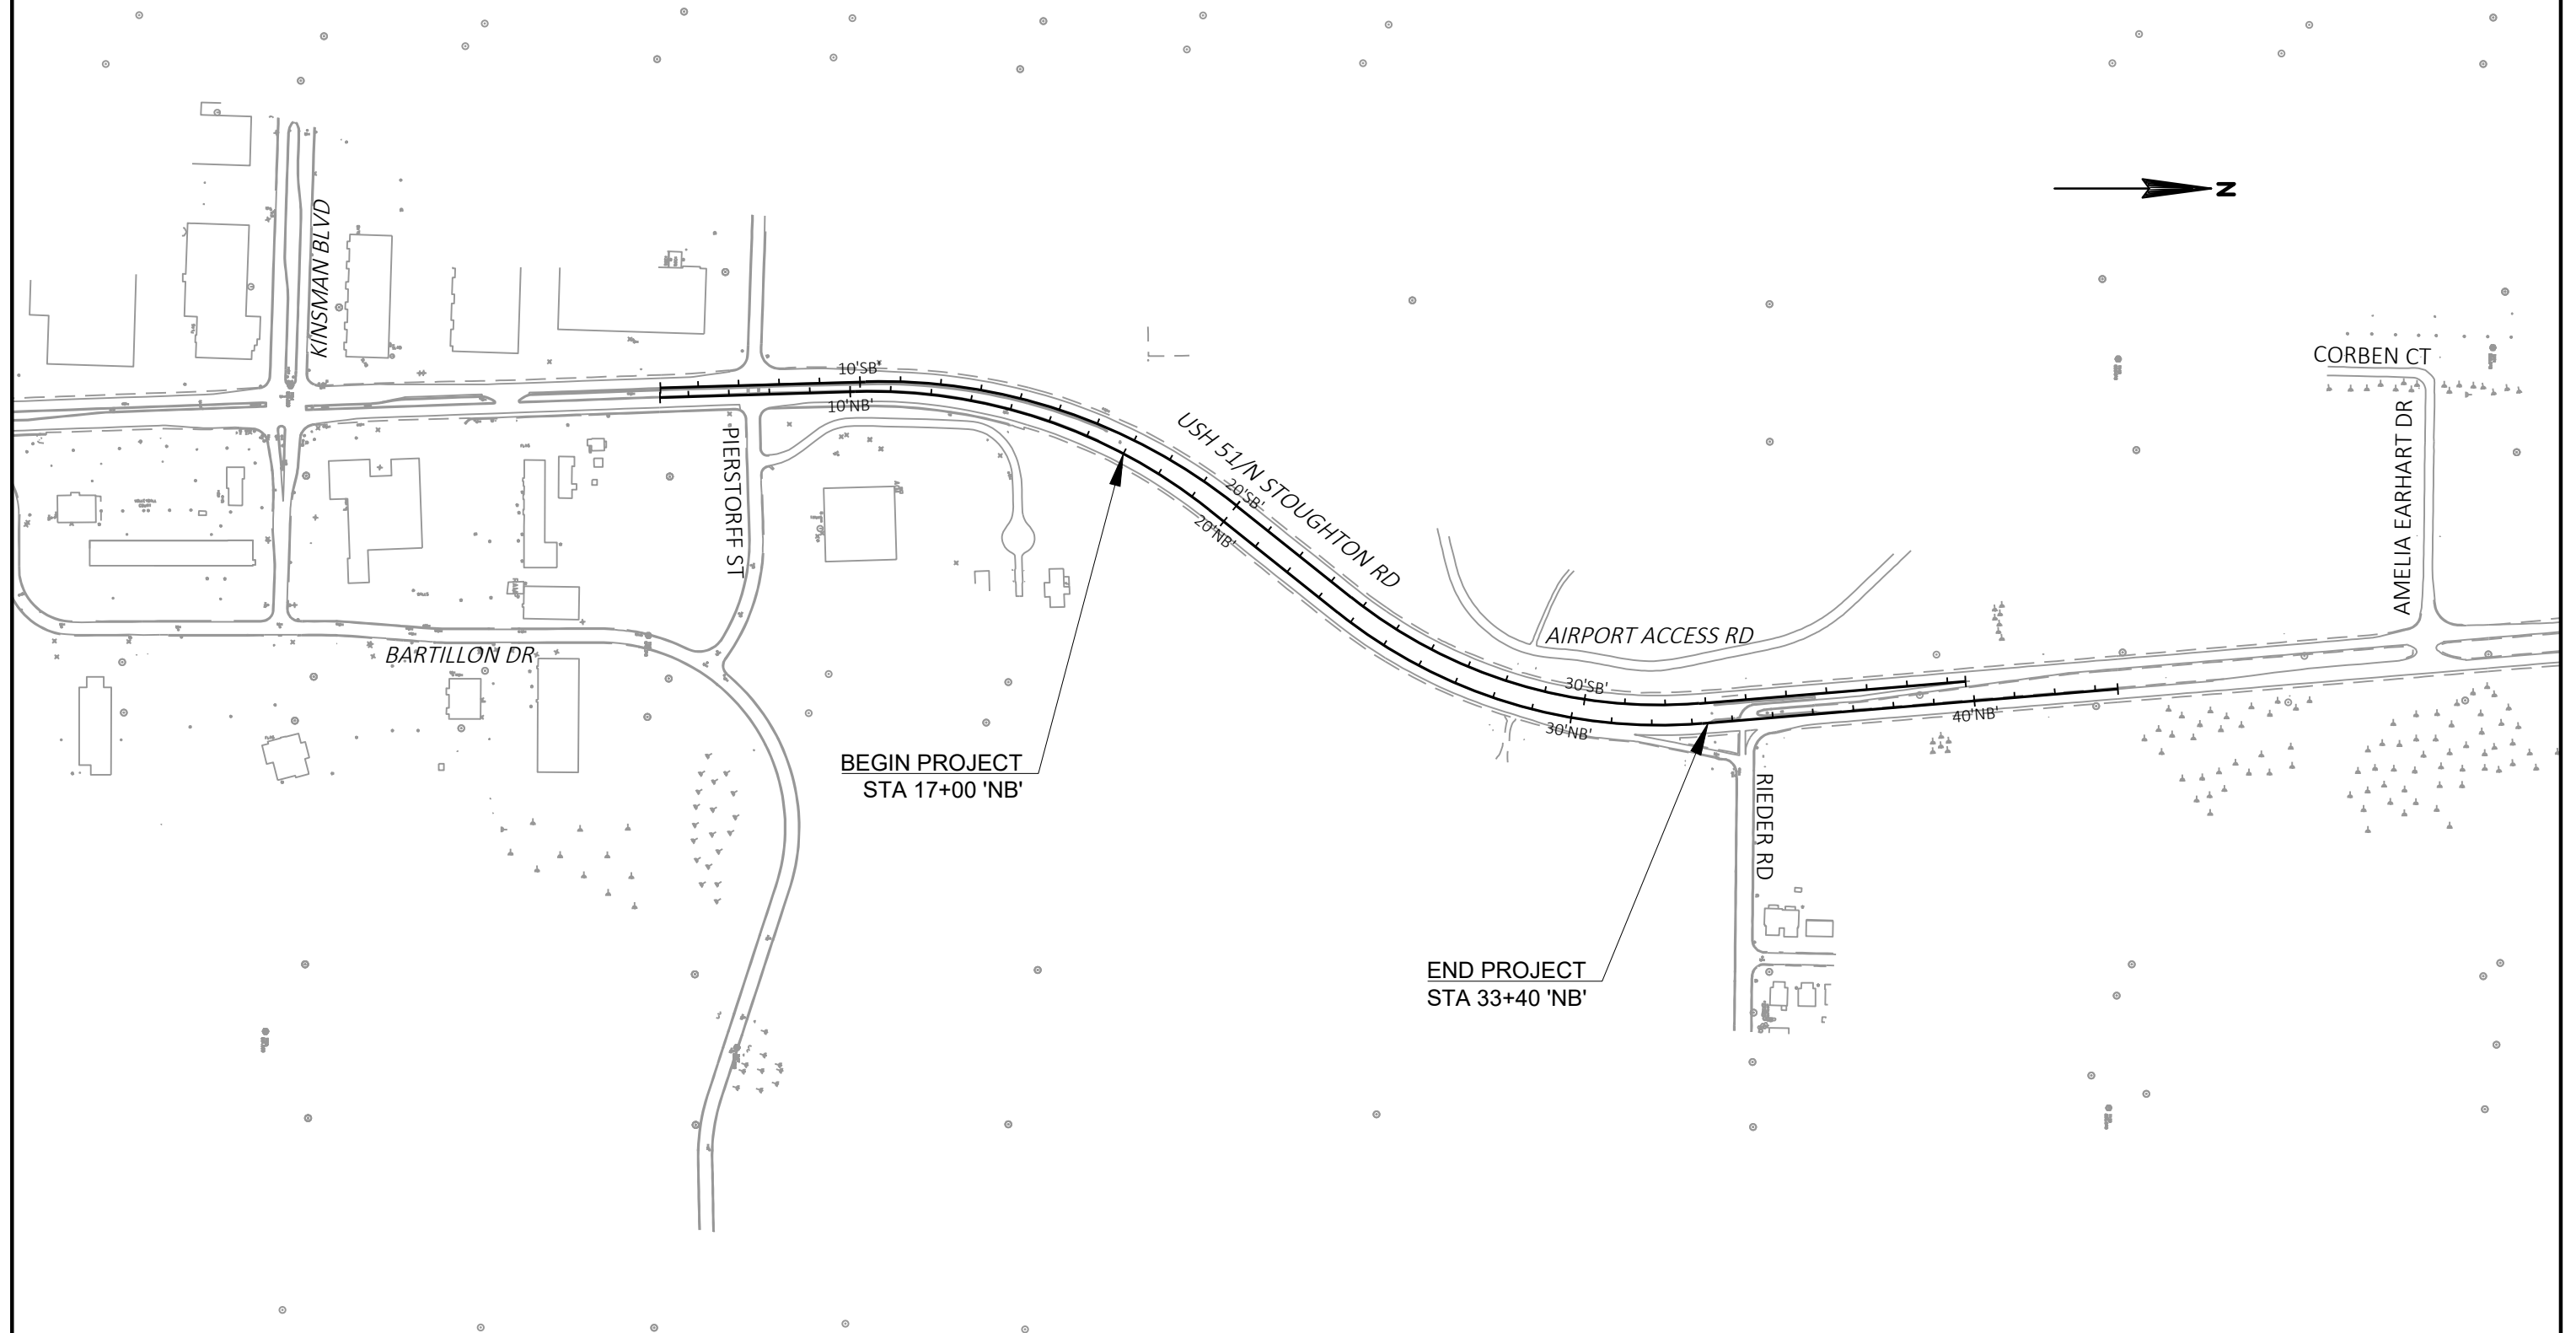 N
KINSMAN BLVD
CORBEN CT
10'SB'
10'NB'
USH 51/N STOUGHTON RD
AMELIA EARHART DR
PIERSTORFF ST
20'SB'
20'NB'
AIRPORT ACCESS RD
BARTILLON DR
30'SB'
30'NB'
40'NB'
BEGIN PROJECT
STA 17+00 'NB'
RIEDER RD
END PROJECT
STA 33+40 'NB'